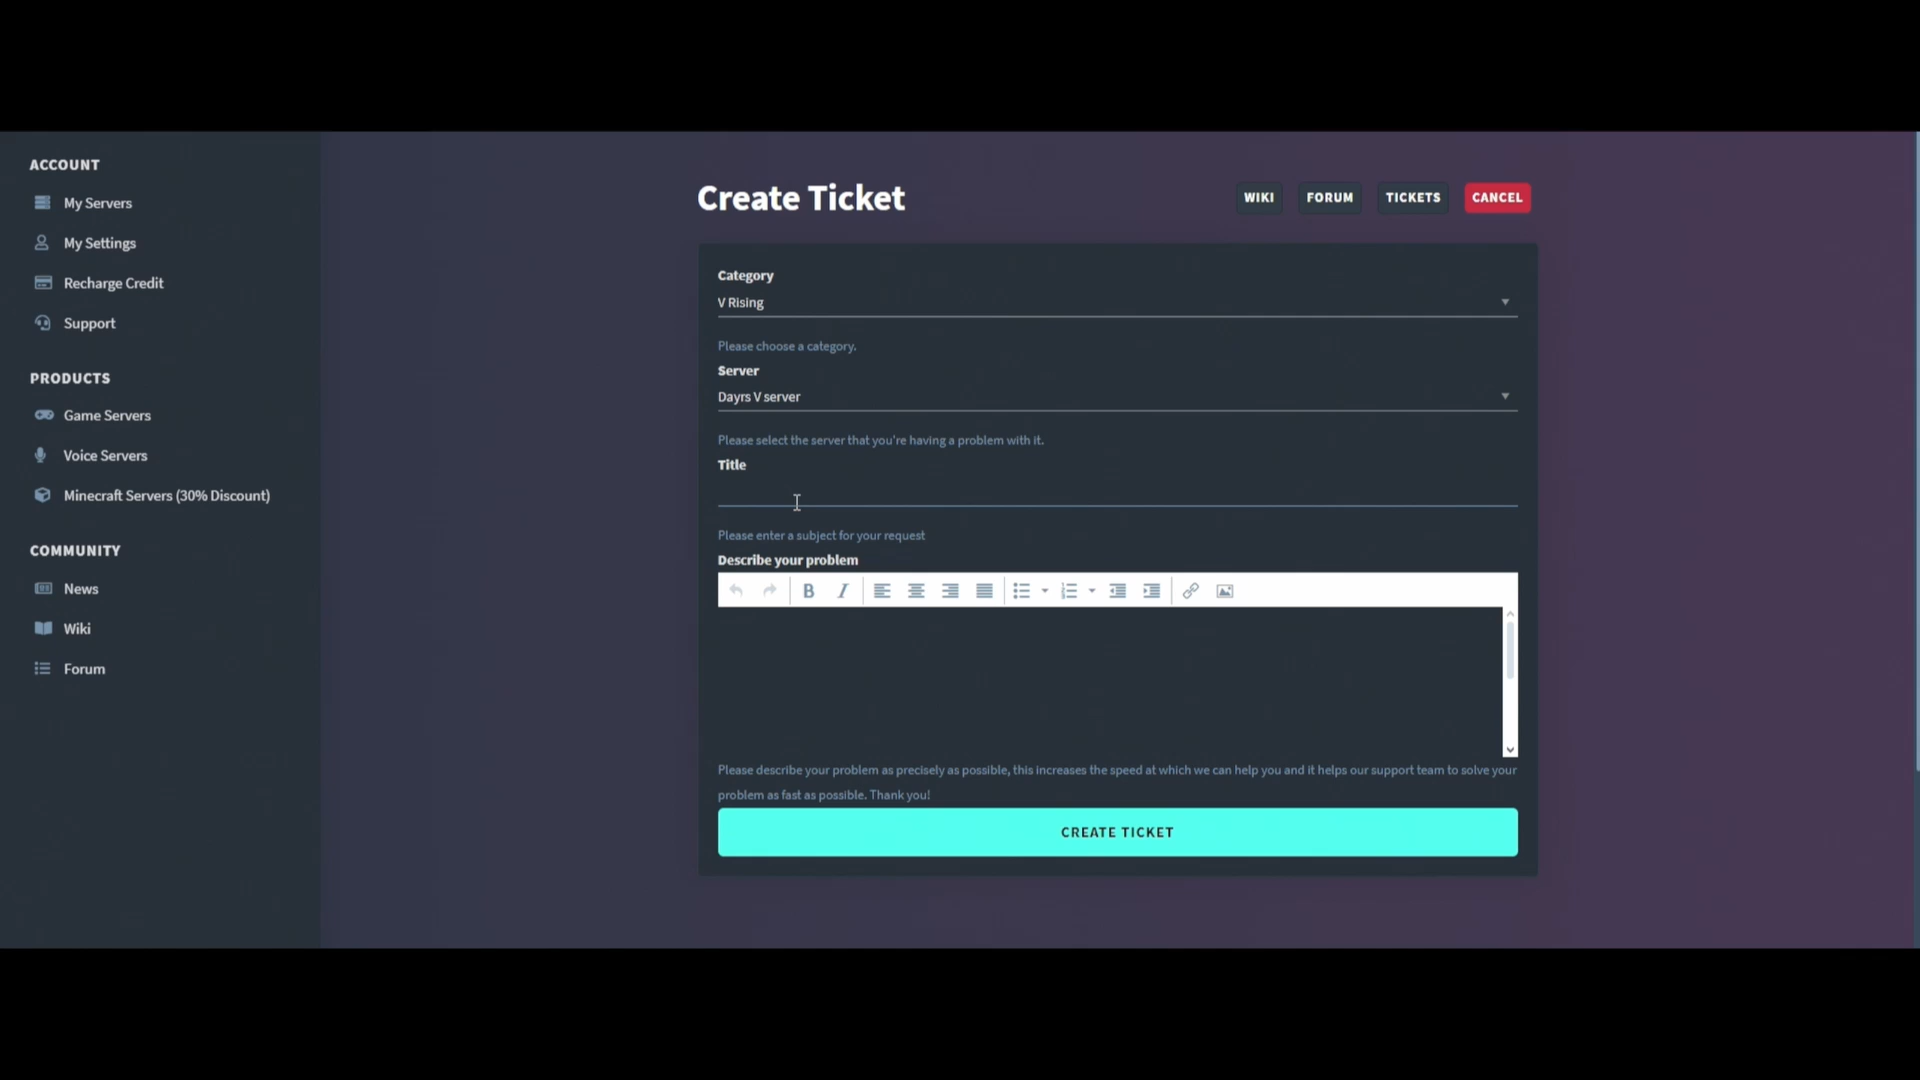 ACCOUNT
My Servers
My Settings
Recharge Credit
Support
PRODUCTS
Game Servers
Voice Servers
Minecraft Servers (30% Discount)
COMMUNITY
News
Wiki
Forum
Create Ticket
WIKI FORUM TICKETS CANCEL
Category
V Rising
Please choose a category.
Server
Dayrs V server
Please select the server that you're having a problem with it.
Title
Please enter a subject for your request
Describe your problem
Please describe your problem as precisely as possible, this increases the speed at which we can help you and it helps our support team to solve your
problem as fast as possible. Thank you!
CREATE TICKET